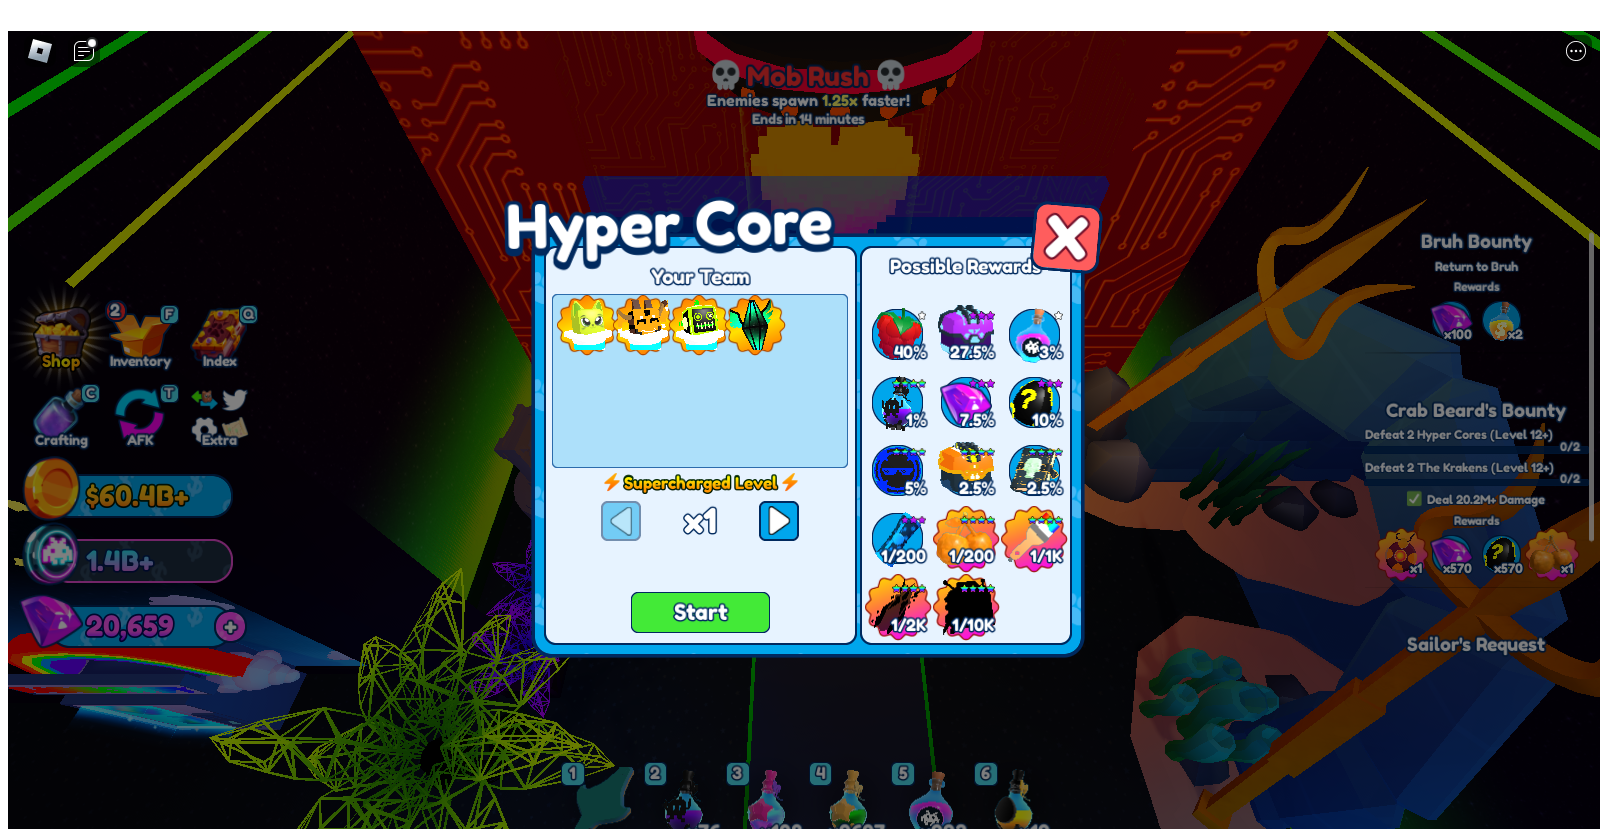 Mob Rush
Enemies spawn 1.25x faster!
Ends in 14 minutes
Hyper Core
Your Team
Possible Rewards
40%
27.5%
3%
1%
7.5%
10%
5%
2.5%
2.5%
1/200
1/200
1/1K
1/2K
1/10K
⚡Supercharged Level⚡
x1
Start
Shop
2
F
Inventory
Q
Index
C
Crafting
T
AFK
Extra
$60.4B+
1.4B+
20,659
Bruh Bounty
Return to Bruh
Rewards
x100
x2
Crab Beard's Bounty
Defeat 2 Hyper Cores (Level 12+)
0/2
Defeat 2 The Krakens (Level 12+)
0/2
✅ Deal 20.2M+ Damage
Rewards
x1
x570
x570
x1
Sailor's Request
1
2
3
4
5
6